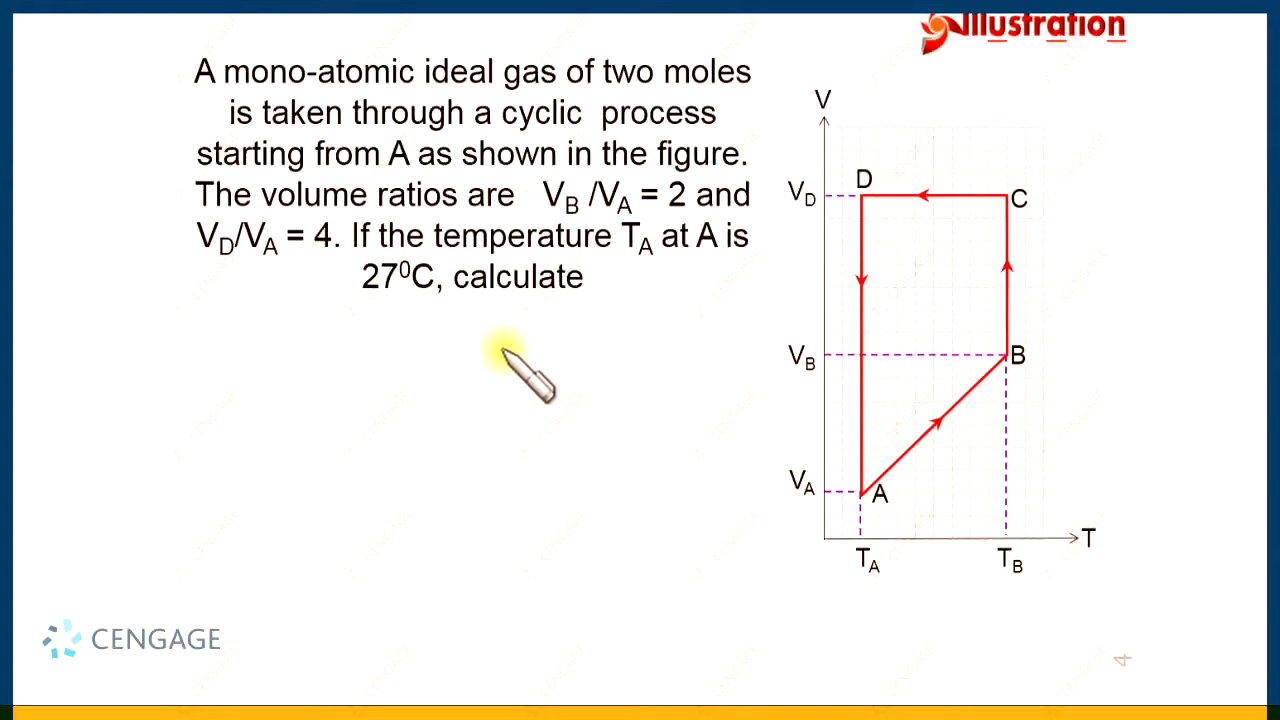 Illustration
A mono-atomic ideal gas of two moles
is taken through a cyclic process
starting from A as shown in the figure.
The volume ratios are V_B /V_A = 2 and
V_D/V_A = 4. If the temperature T_A at A is
27⁰C, calculate
V
V_D
D
C
V_B
B
V_A
A
T
T_A
T_B
CENGAGE
4